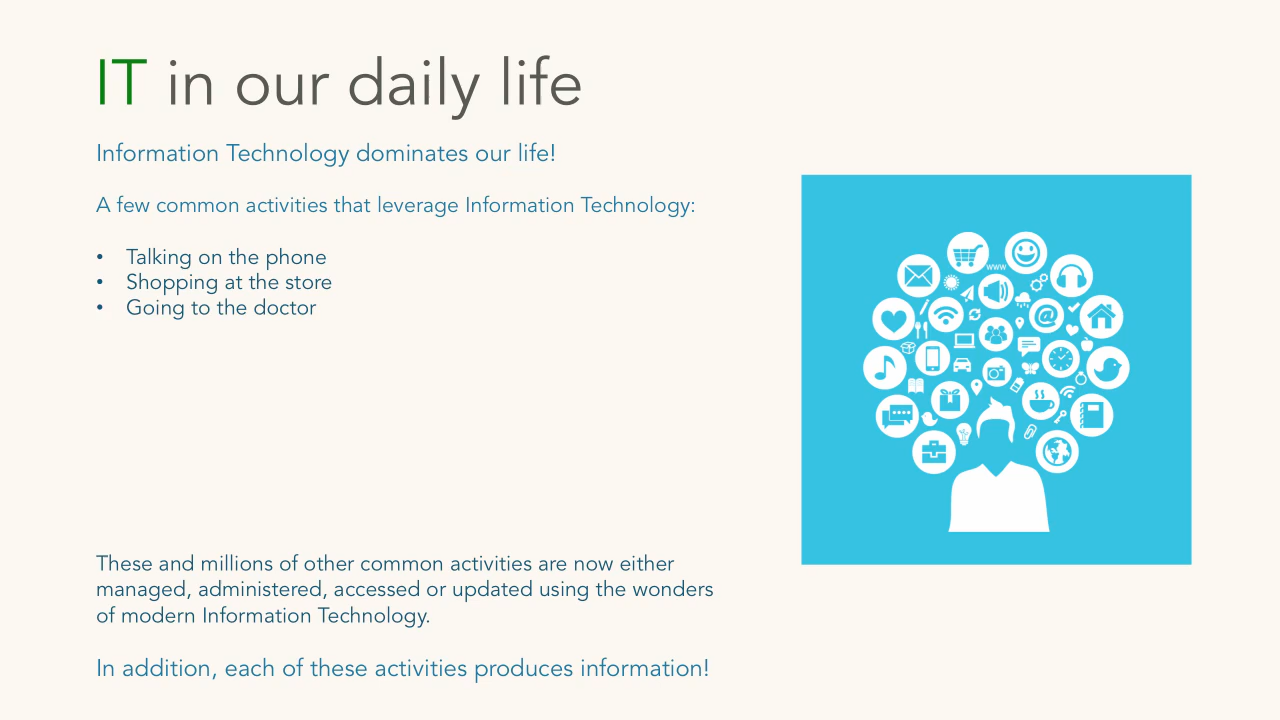 IT in our daily life
Information Technology dominates our life!
A few common activities that leverage Information Technology:
• Talking on the phone
• Shopping at the store
• Going to the doctor
www
@
These and millions of other common activities are now either
managed, administered, accessed or updated using the wonders
of modern Information Technology.
In addition, each of these activities produces information!